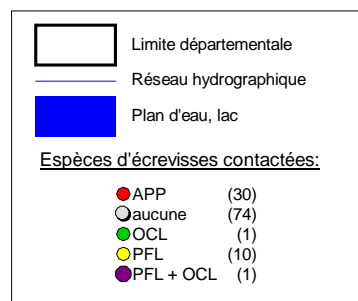 Limite départementale
Réseau hydrographique
Plan d'eau, lac
Espèces d'écrevisses contactées:
APP (30)
aucune (74)
OCL (1)
PFL (10)
PFL + OCL (1)